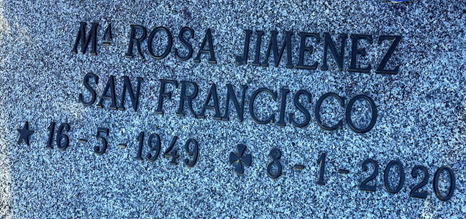 Mª ROSA JIMENEZ
SAN FRANCISCO
★ 16-5-1949 ✤ 8-1-2020